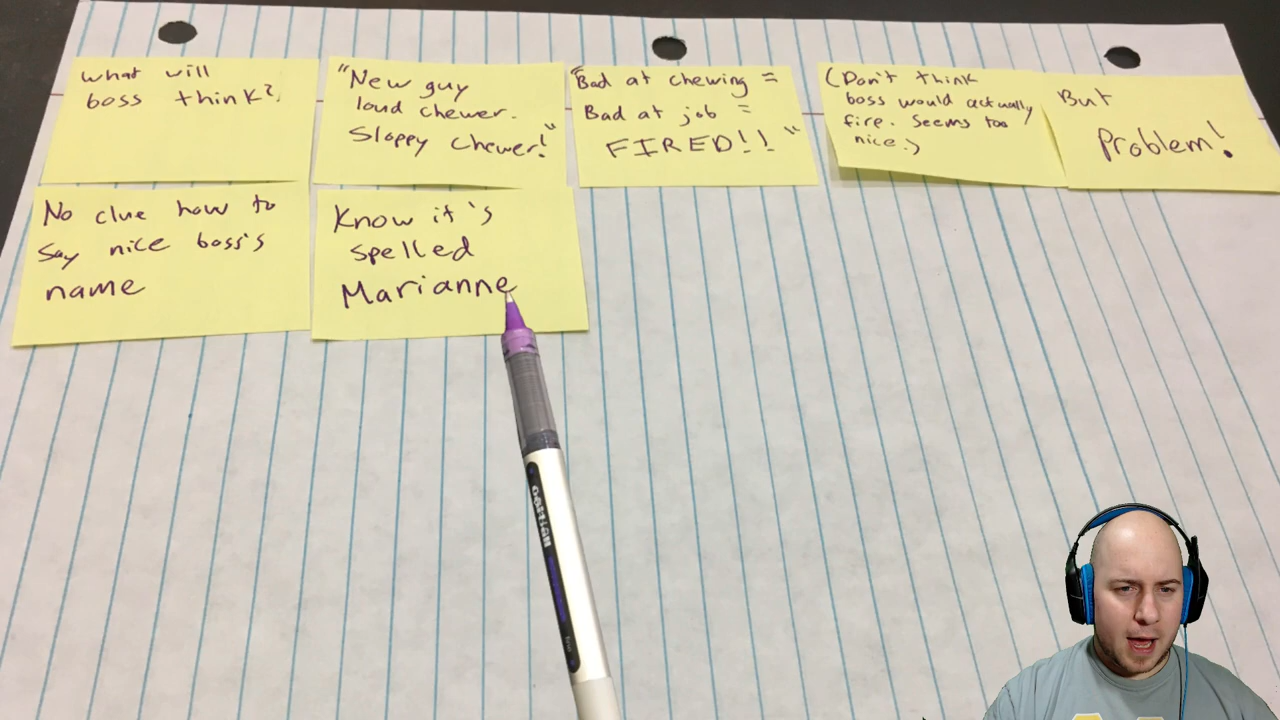 What will
boss think?
"New guy
loud chewer.
Sloppy chewer!"
"Bad at chewing =
Bad at job =
FIRED!! "
(Don't think
boss would actually
fire. Seems too
nice.)
But
Problem!
No clue how to
say nice boss's
name
Know it's
spelled
Marianne